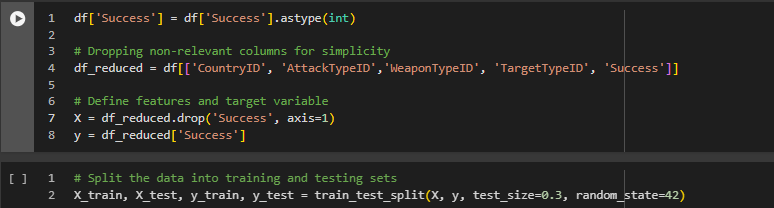 1 df['Success'] = df['Success'].astype(int)
2
3 # Dropping non-relevant columns for simplicity
4 df_reduced = df[['CountryID', 'AttackTypeID','WeaponTypeID', 'TargetTypeID', 'Success']]
5
6 # Define features and target variable
7 X = df_reduced.drop('Success', axis=1)
8 y = df_reduced['Success']
[ ] 1 # Split the data into training and testing sets
2 X_train, X_test, y_train, y_test = train_test_split(X, y, test_size=0.3, random_state=42)